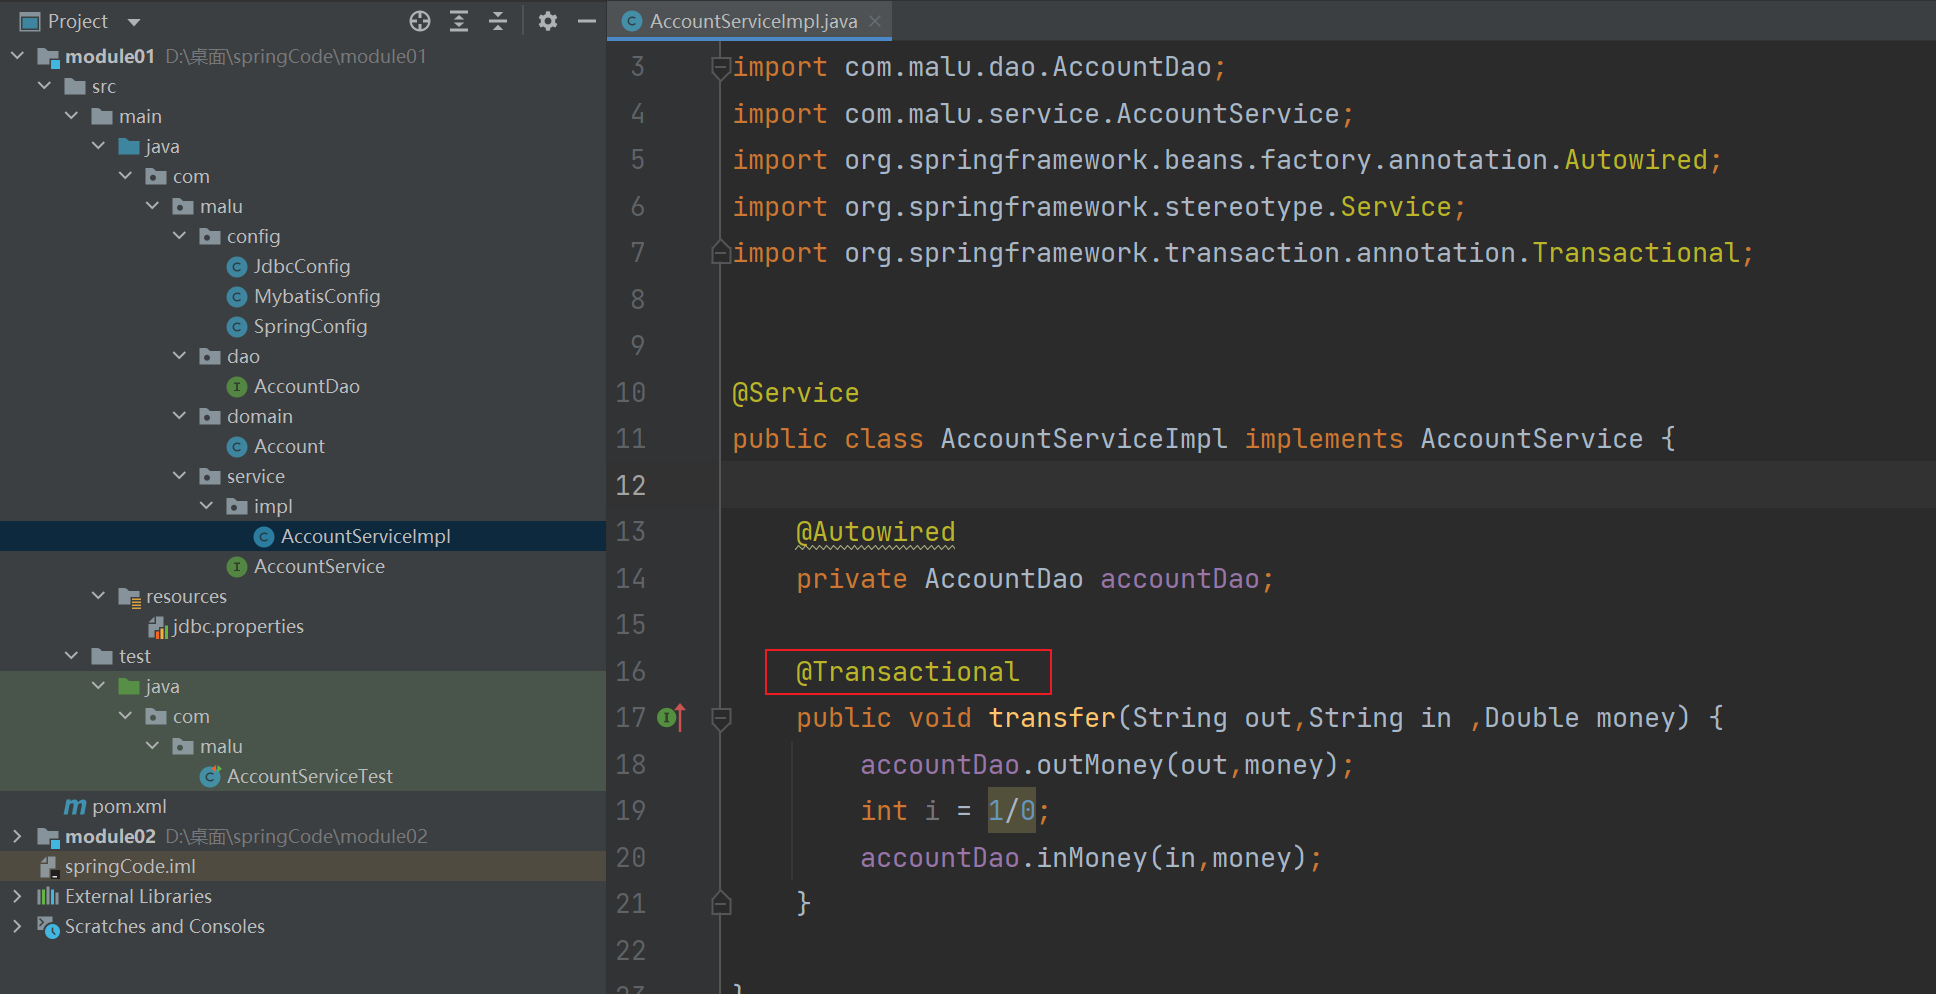 Project
module01 D:\桌面\springCode\module01
src
main
java
com
malu
config
JdbcConfig
MybatisConfig
SpringConfig
dao
AccountDao
domain
Account
service
impl
AccountServiceImpl
AccountService
resources
jdbc.properties
test
java
com
malu
AccountServiceTest
pom.xml
module02 D:\桌面\springCode\module02
springCode.iml
External Libraries
Scratches and Consoles
AccountServiceImpl.java
3 import com.malu.dao.AccountDao;
4 import com.malu.service.AccountService;
5 import org.springframework.beans.factory.annotation.Autowired;
6 import org.springframework.stereotype.Service;
7 import org.springframework.transaction.annotation.Transactional;
8
9
10 @Service
11 public class AccountServiceImpl implements AccountService {
12
13 @Autowired
14 private AccountDao accountDao;
15
16 @Transactional
17 public void transfer(String out,String in ,Double money) {
18 accountDao.outMoney(out,money);
19 int i = 1/0;
20 accountDao.inMoney(in,money);
21 }
22
23 }